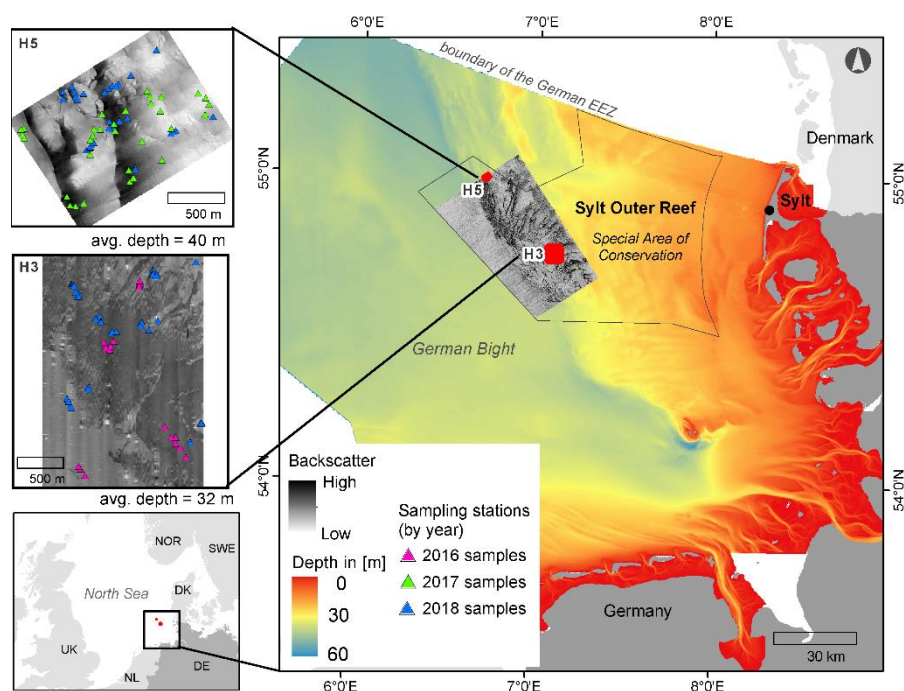 H5
500 m
avg. depth = 40 m
H3
500 m
avg. depth = 32 m
North Sea
NOR
SWE
DK
UK
NL
DE
6°0'E
7°0'E
8°0'E
boundary of the German EEZ
Denmark
55°0'N
55°0'N
H5
Sylt Outer Reef
Sylt
Special Area of
Conservation
H3
German Bight
54°0'N
54°0'N
Backscatter
High
Low
Depth in [m]
0
30
60
Sampling stations
(by year)
2016 samples
2017 samples
2018 samples
Germany
30 km
6°0'E
7°0'E
8°0'E